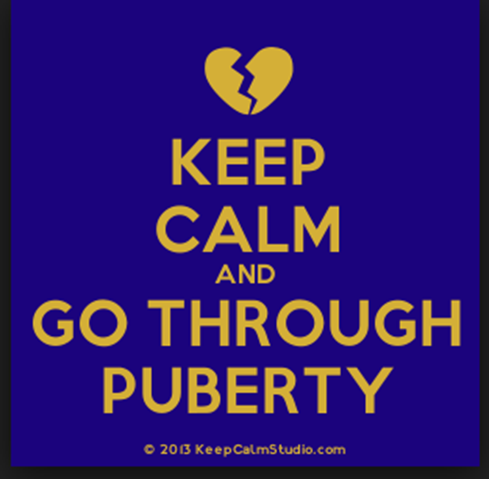 KEEP
CALM
AND
GO THROUGH
PUBERTY
© 2013 KeepCalmStudio.com